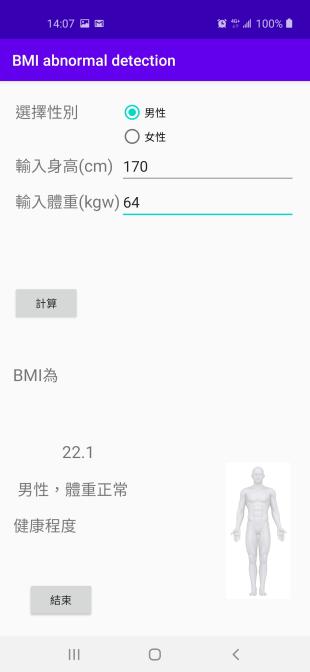 14:07 4G+ 100%
BMI abnormal detection
選擇性別 男性
女性
輸入身高(cm) 170
輸入體重(kgw) 64
計算
BMI為
22.1
男性，體重正常
健康程度
結束